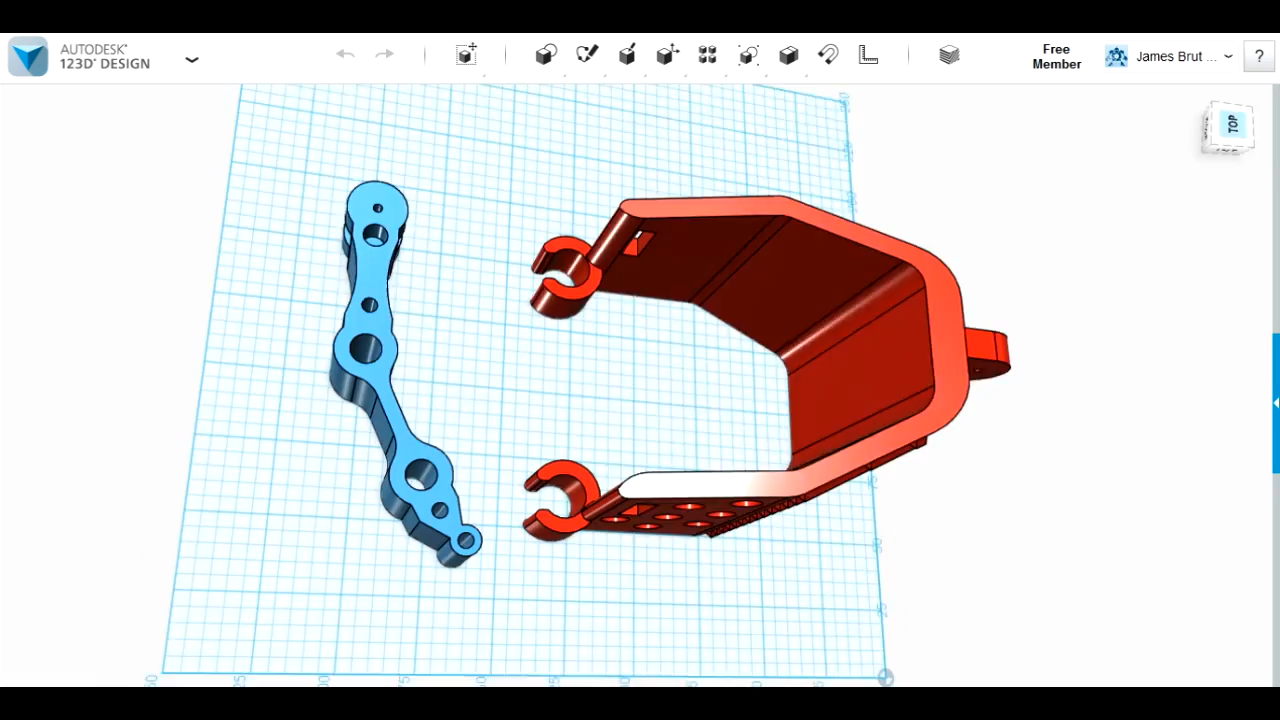 AUTODESK®
123D® DESIGN
Free
Member
James Brut ...
?
TOP